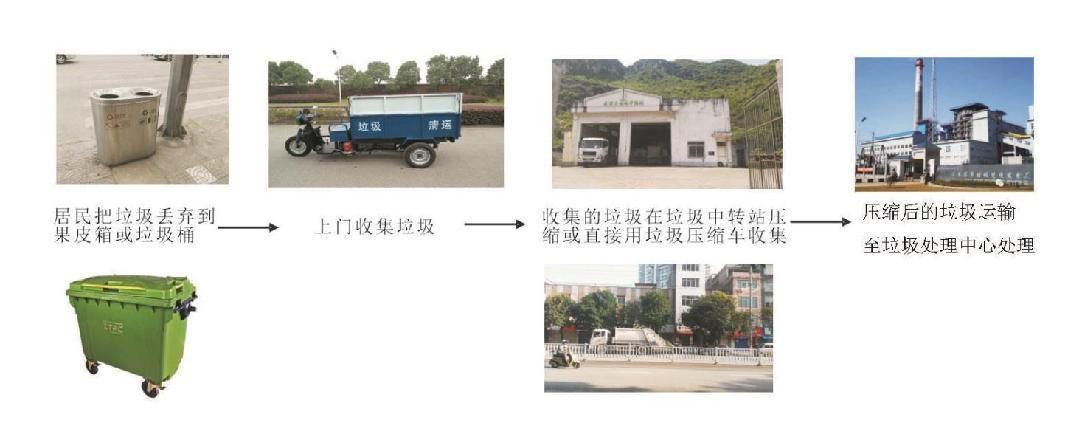 垃圾 清运
居民把垃圾丢弃到
果皮箱或垃圾桶
上门收集垃圾
收集的垃圾在垃圾中转站压
缩或直接用垃圾压缩车收集
压缩后的垃圾运输
至垃圾处理中心处理